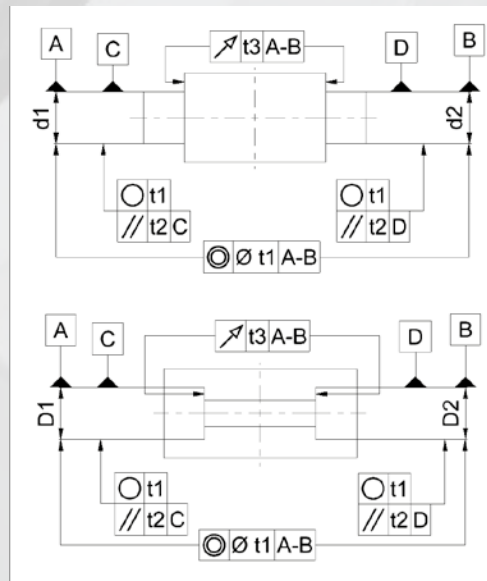 ↗ t3 A-B
A C D B
d1 d2
○ t1 ○ t1
// t2 C // t2 D
◎ Ø t1 A-B
↗ t3 A-B
A C D B
D1 D2
○ t1 ○ t1
// t2 C // t2 D
◎ Ø t1 A-B